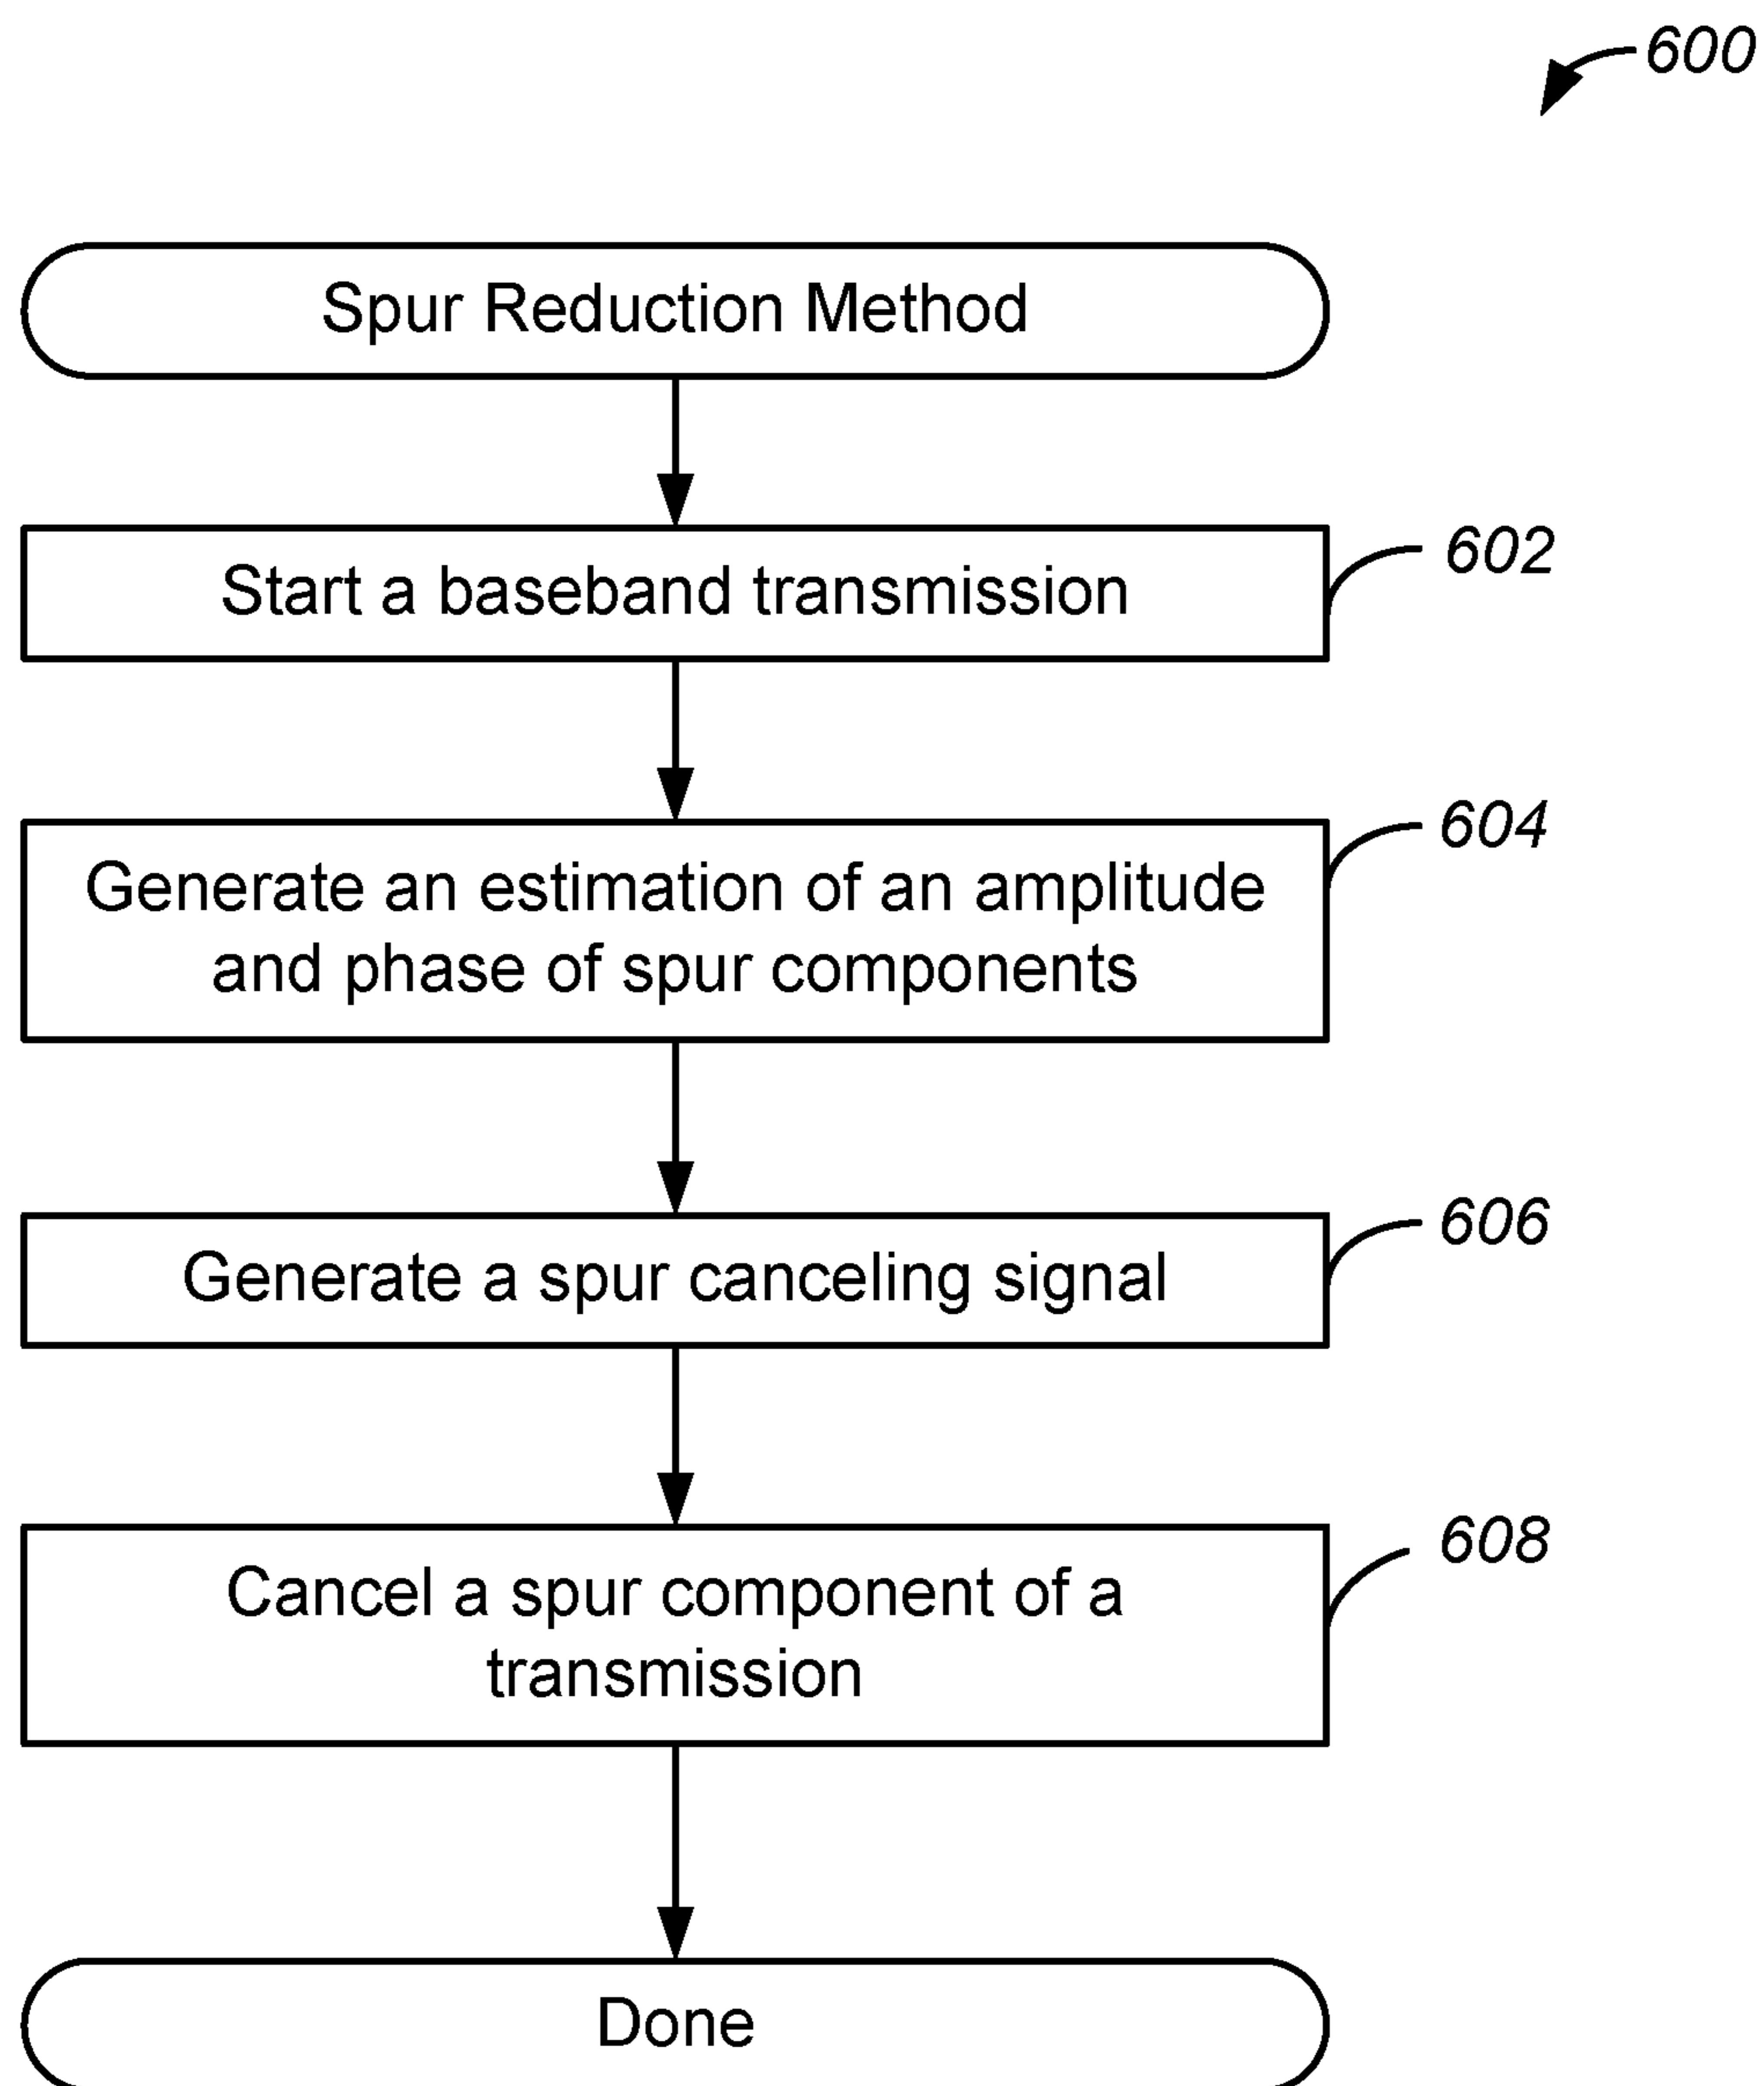 600
Spur Reduction Method
Start a baseband transmission
602
Generate an estimation of an amplitude
and phase of spur components
604
Generate a spur canceling signal
606
Cancel a spur component of a
transmission
608
Done